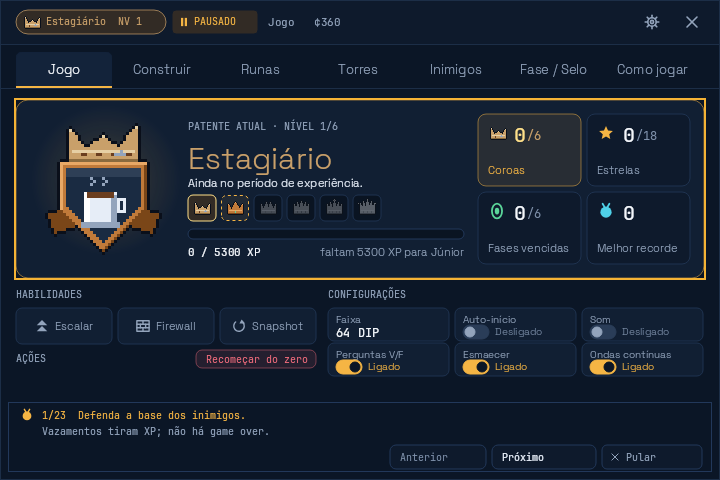 Estagiário NV 1
PAUSADO
Jogo ¢360
Jogo Construir Runas Torres Inimigos Fase / Selo Como jogar
PATENTE ATUAL · NÍVEL 1/6
Estagiário
Ainda no período de experiência.
0 / 5300 XP
faltam 5300 XP para Júnior
0/6
Coroas
0/18
Estrelas
0/6
Fases vencidas
0
Melhor recorde
HABILIDADES
Escalar
Firewall
Snapshot
AÇÕES
Recomeçar do zero
CONFIGURAÇÕES
Faixa
64 DIP
Auto-início
Desligado
Som
Desligado
Perguntas V/F
Ligado
Esmaecer
Ligado
Ondas contínuas
Ligado
1/23 Defenda a base dos inimigos.
Vazamentos tiram XP; não há game over.
Anterior
Próximo
Pular